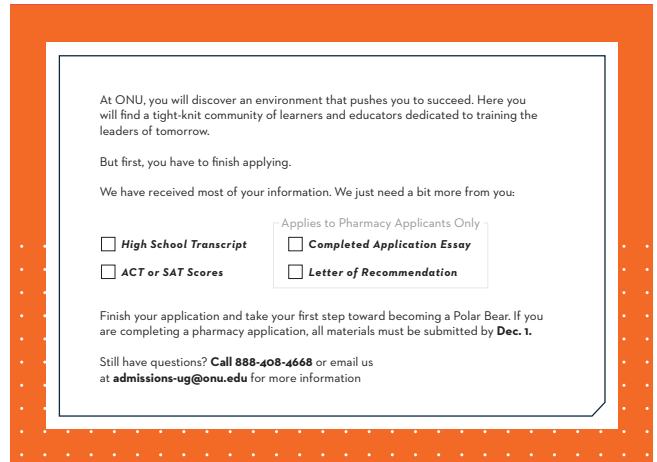 At ONU, you will discover an environment that pushes you to succeed. Here you
will find a tight-knit community of learners and educators dedicated to training the
leaders of tomorrow.
But first, you have to finish applying.
We have received most of your information. We just need a bit more from you:
Applies to Pharmacy Applicants Only
High School Transcript
Completed Application Essay
ACT or SAT Scores
Letter of Recommendation
Finish your application and take your first step toward becoming a Polar Bear. If you
are completing a pharmacy application, all materials must be submitted by Dec. 1.
Still have questions? Call 888-408-4668 or email us
at admissions-ug@onu.edu for more information